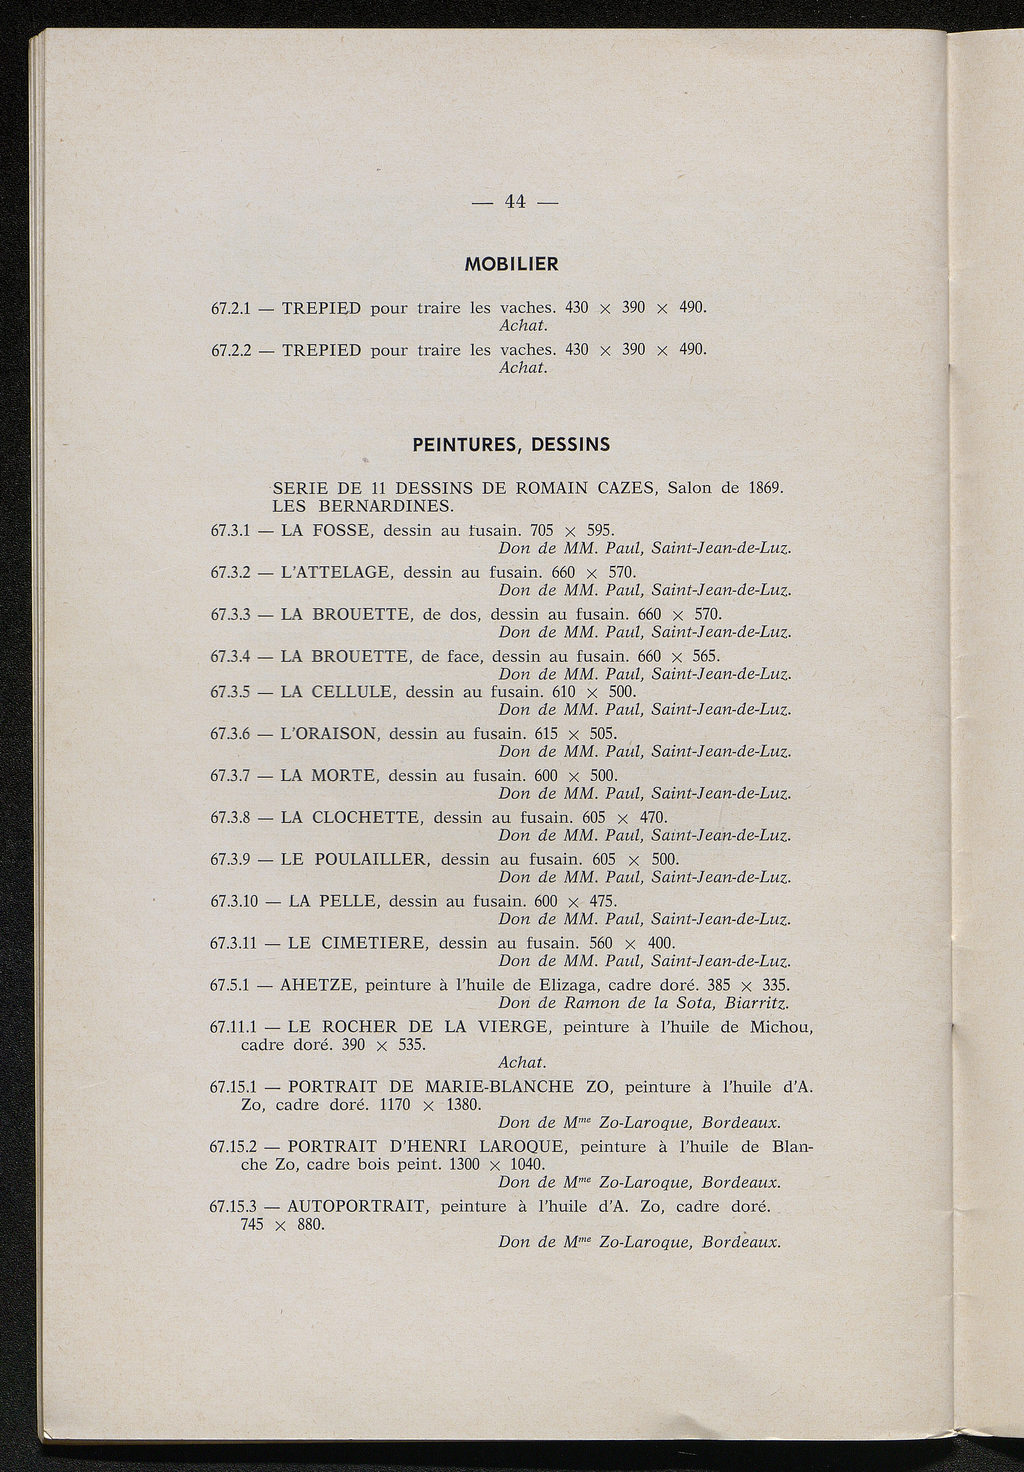 — 44 —
MOBILIER
67.2.1 — TREPIED pour traire les vaches. 430 × 390 × 490.
Achat.
67.2.2 — TREPIED pour traire les vaches. 430 × 390 × 490.
Achat.
PEINTURES, DESSINS
SERIE DE 11 DESSINS DE ROMAIN CAZES, Salon de 1869.
LES BERNARDINES.
67.3.1 — LA FOSSE, dessin au fusain. 705 × 595.
Don de MM. Paul, Saint-Jean-de-Luz.
67.3.2 — L'ATTELAGE, dessin au fusain. 660 × 570.
Don de MM. Paul, Saint-Jean-de-Luz.
67.3.3 — LA BROUETTE, de dos, dessin au fusain. 660 × 570.
Don de MM. Paul, Saint-Jean-de-Luz.
67.3.4 — LA BROUETTE, de face, dessin au fusain. 660 × 565.
Don de MM. Paul, Saint-Jean-de-Luz.
67.3.5 — LA CELLULE, dessin au fusain. 610 × 500.
Don de MM. Paul, Saint-Jean-de-Luz.
67.3.6 — L'ORAISON, dessin au fusain. 615 × 505.
Don de MM. Paul, Saint-Jean-de-Luz.
67.3.7 — LA MORTE, dessin au fusain. 600 × 500.
Don de MM. Paul, Saint-Jean-de-Luz.
67.3.8 — LA CLOCHETTE, dessin au fusain. 605 × 470.
Don de MM. Paul, Saint-Jean-de-Luz.
67.3.9 — LE POULAILLER, dessin au fusain. 605 × 500.
Don de MM. Paul, Saint-Jean-de-Luz.
67.3.10 — LA PELLE, dessin au fusain. 600 × 475.
Don de MM. Paul, Saint-Jean-de-Luz.
67.3.11 — LE CIMETIERE, dessin au fusain. 560 × 400.
Don de MM. Paul, Saint-Jean-de-Luz.
67.5.1 — AHETZE, peinture à l'huile de Elizaga, cadre doré. 385 × 335.
Don de Ramon de la Sota, Biarritz.
67.11.1 — LE ROCHER DE LA VIERGE, peinture à l'huile de Michou,
cadre doré. 390 × 535.
Achat.
67.15.1 — PORTRAIT DE MARIE-BLANCHE ZO, peinture à l'huile d'A.
Zo, cadre doré. 1170 × 1380.
Don de Mme Zo-Laroque, Bordeaux.
67.15.2 — PORTRAIT D'HENRI LAROQUE, peinture à l'huile de Blan-
che Zo, cadre bois peint. 1300 × 1040.
Don de Mme Zo-Laroque, Bordeaux.
67.15.3 — AUTOPORTRAIT, peinture à l'huile d'A. Zo, cadre doré.
745 × 880.
Don de Mme Zo-Laroque, Bordeaux.